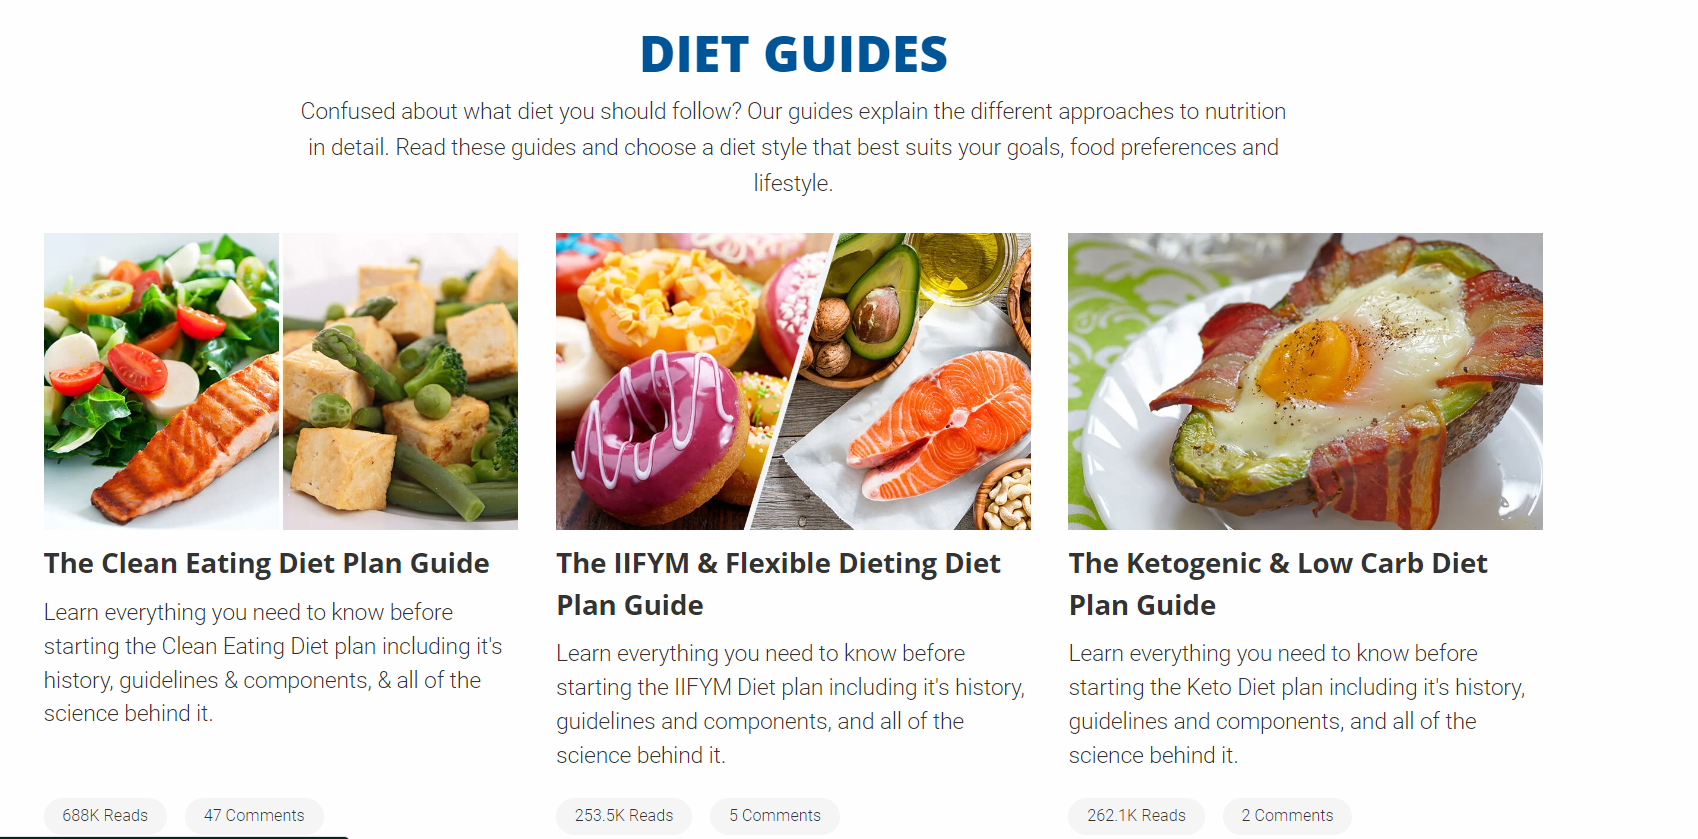 DIET GUIDES
Confused about what diet you should follow? Our guides explain the different approaches to nutrition
in detail. Read these guides and choose a diet style that best suits your goals, food preferences and
lifestyle.
The Clean Eating Diet Plan Guide
Learn everything you need to know before
starting the Clean Eating Diet plan including it's
history, guidelines & components, & all of the
science behind it.
688K Reads
47 Comments
The IIFYM & Flexible Dieting Diet
Plan Guide
Learn everything you need to know before
starting the IIFYM Diet plan including it's history,
guidelines and components, and all of the
science behind it.
253.5K Reads
5 Comments
The Ketogenic & Low Carb Diet
Plan Guide
Learn everything you need to know before
starting the Keto Diet plan including it's history,
guidelines and components, and all of the
science behind it.
262.1K Reads
2 Comments